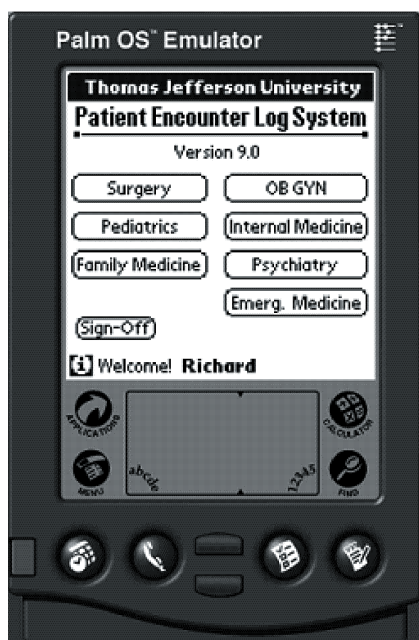 Palm OS™ Emulator
Thomas Jefferson University
Patient Encounter Log System
Version 9.0
Surgery
OB GYN
Pediatrics
Internal Medicine
Family Medicine
Psychiatry
Emerg. Medicine
Sign-Off
i Welcome! Richard
APPLICATIONS
CALCULATOR
MENU
abcde
12345
FIND